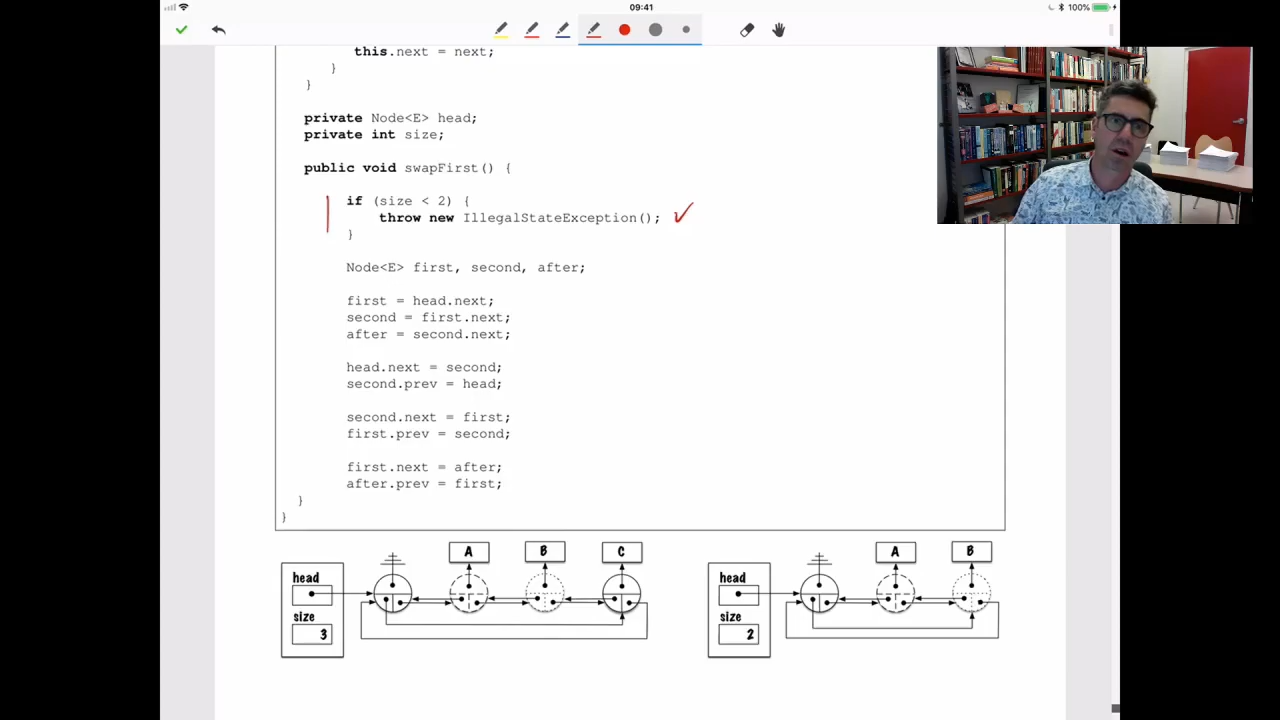 09:41
100%
this.next = next;
}
}
private Node<E> head;
private int size;
public void swapFirst() {
if (size < 2) {
throw new IllegalStateException();
}
Node<E> first, second, after;
first = head.next;
second = first.next;
after = second.next;
head.next = second;
second.prev = head;
second.next = first;
first.prev = second;
first.next = after;
after.prev = first;
}
}
A B C
head
size
3
A B
head
size
2